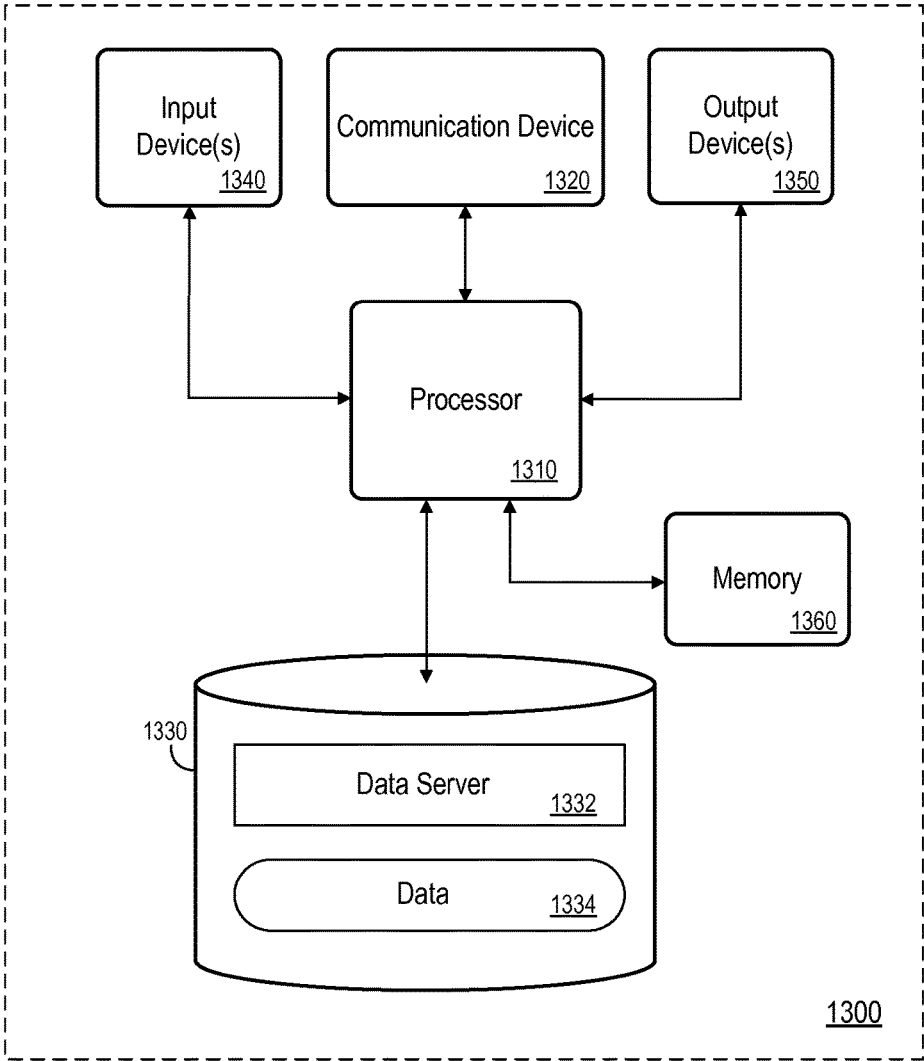 Input
Device(s)
1340
Communication Device
1320
Output
Device(s)
1350
Processor
1310
Memory
1360
1330
Data Server
1332
Data
1334
1300